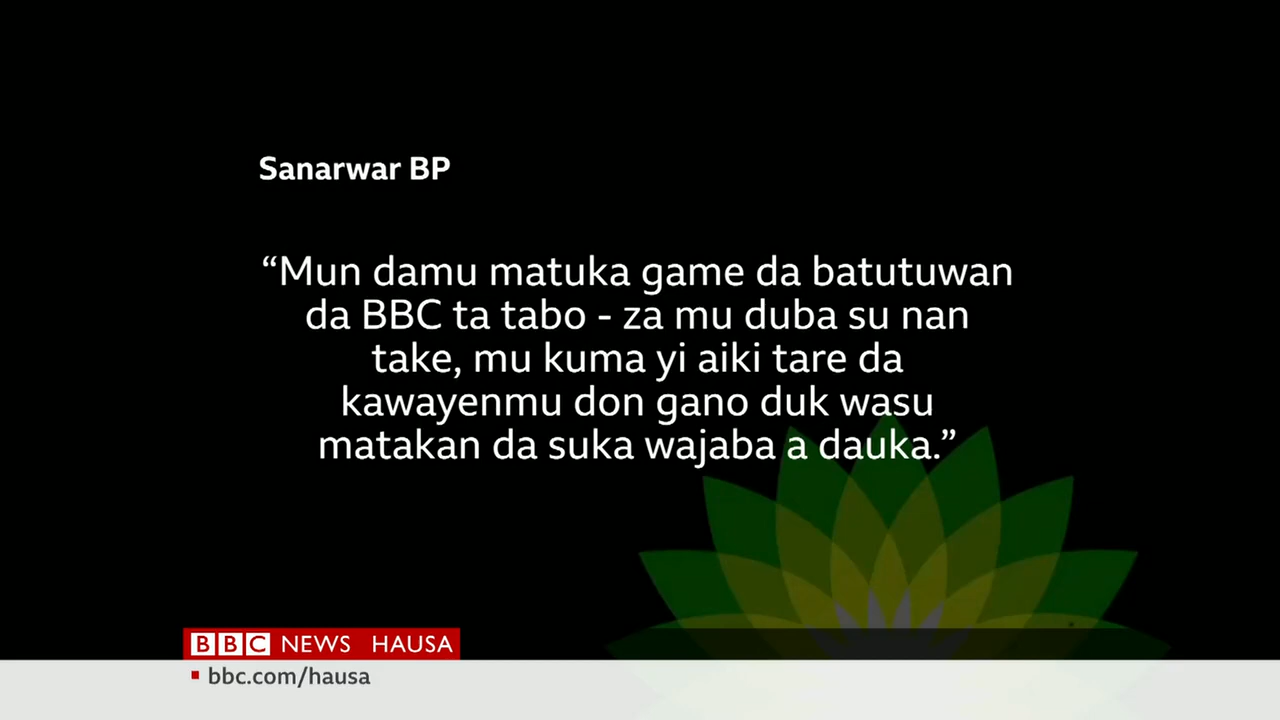 Sanarwar BP
“Mun damu matuka game da batutuwan
da BBC ta tabo - za mu duba su nan
take, mu kuma yi aiki tare da
kawayenmu don gano duk wasu
matakan da suka wajaba a dauka.”
BBC NEWS HAUSA
bbc.com/hausa